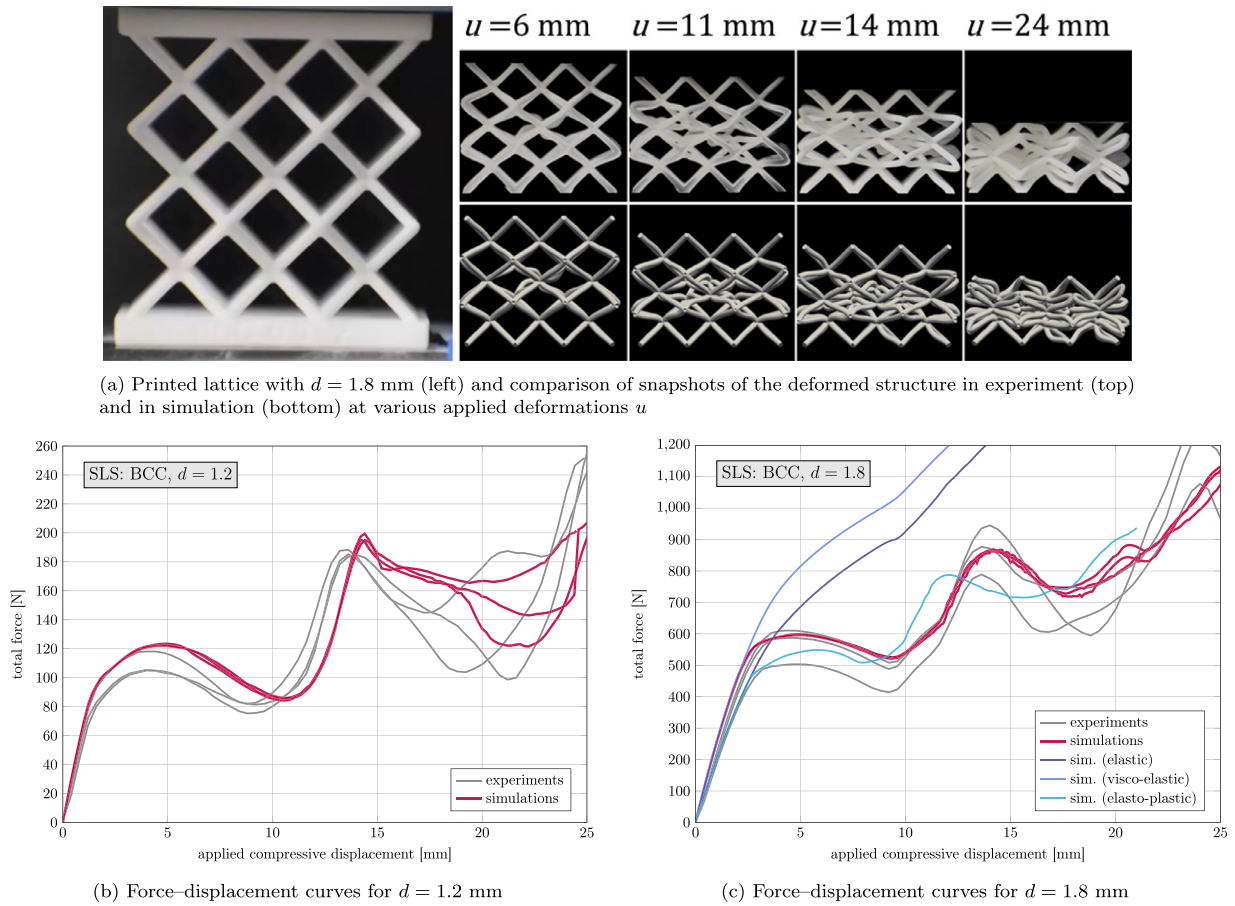 u = 6 mm u = 11 mm u = 14 mm u = 24 mm
(a) Printed lattice with d = 1.8 mm (left) and comparison of snapshots of the deformed structure in experiment (top)
and in simulation (bottom) at various applied deformations u
260
240
220
200
180
160
140
120
100
80
60
40
20
0
total force [N]
SLS: BCC, d = 1.2
experiments
simulations
0 5 10 15 20 25
applied compressive displacement [mm]
(b) Force–displacement curves for d = 1.2 mm
1,200
1,100
1,000
900
800
700
600
500
400
300
200
100
0
total force [N]
SLS: BCC, d = 1.8
experiments
simulations
sim. (elastic)
sim. (visco-elastic)
sim. (elasto-plastic)
0 5 10 15 20 25
applied compressive displacement [mm]
(c) Force–displacement curves for d = 1.8 mm